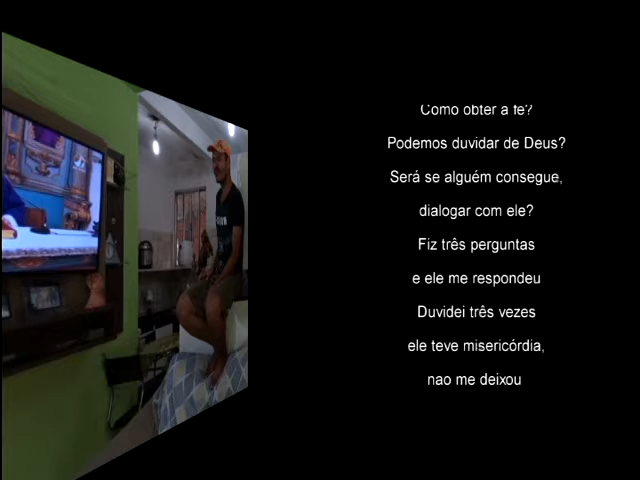 Como obter a fé?
Podemos duvidar de Deus?
Será se alguém consegue,
dialogar com ele?
Fiz três perguntas
e ele me respondeu
Duvidei três vezes
ele teve misericórdia,
nao me deixou